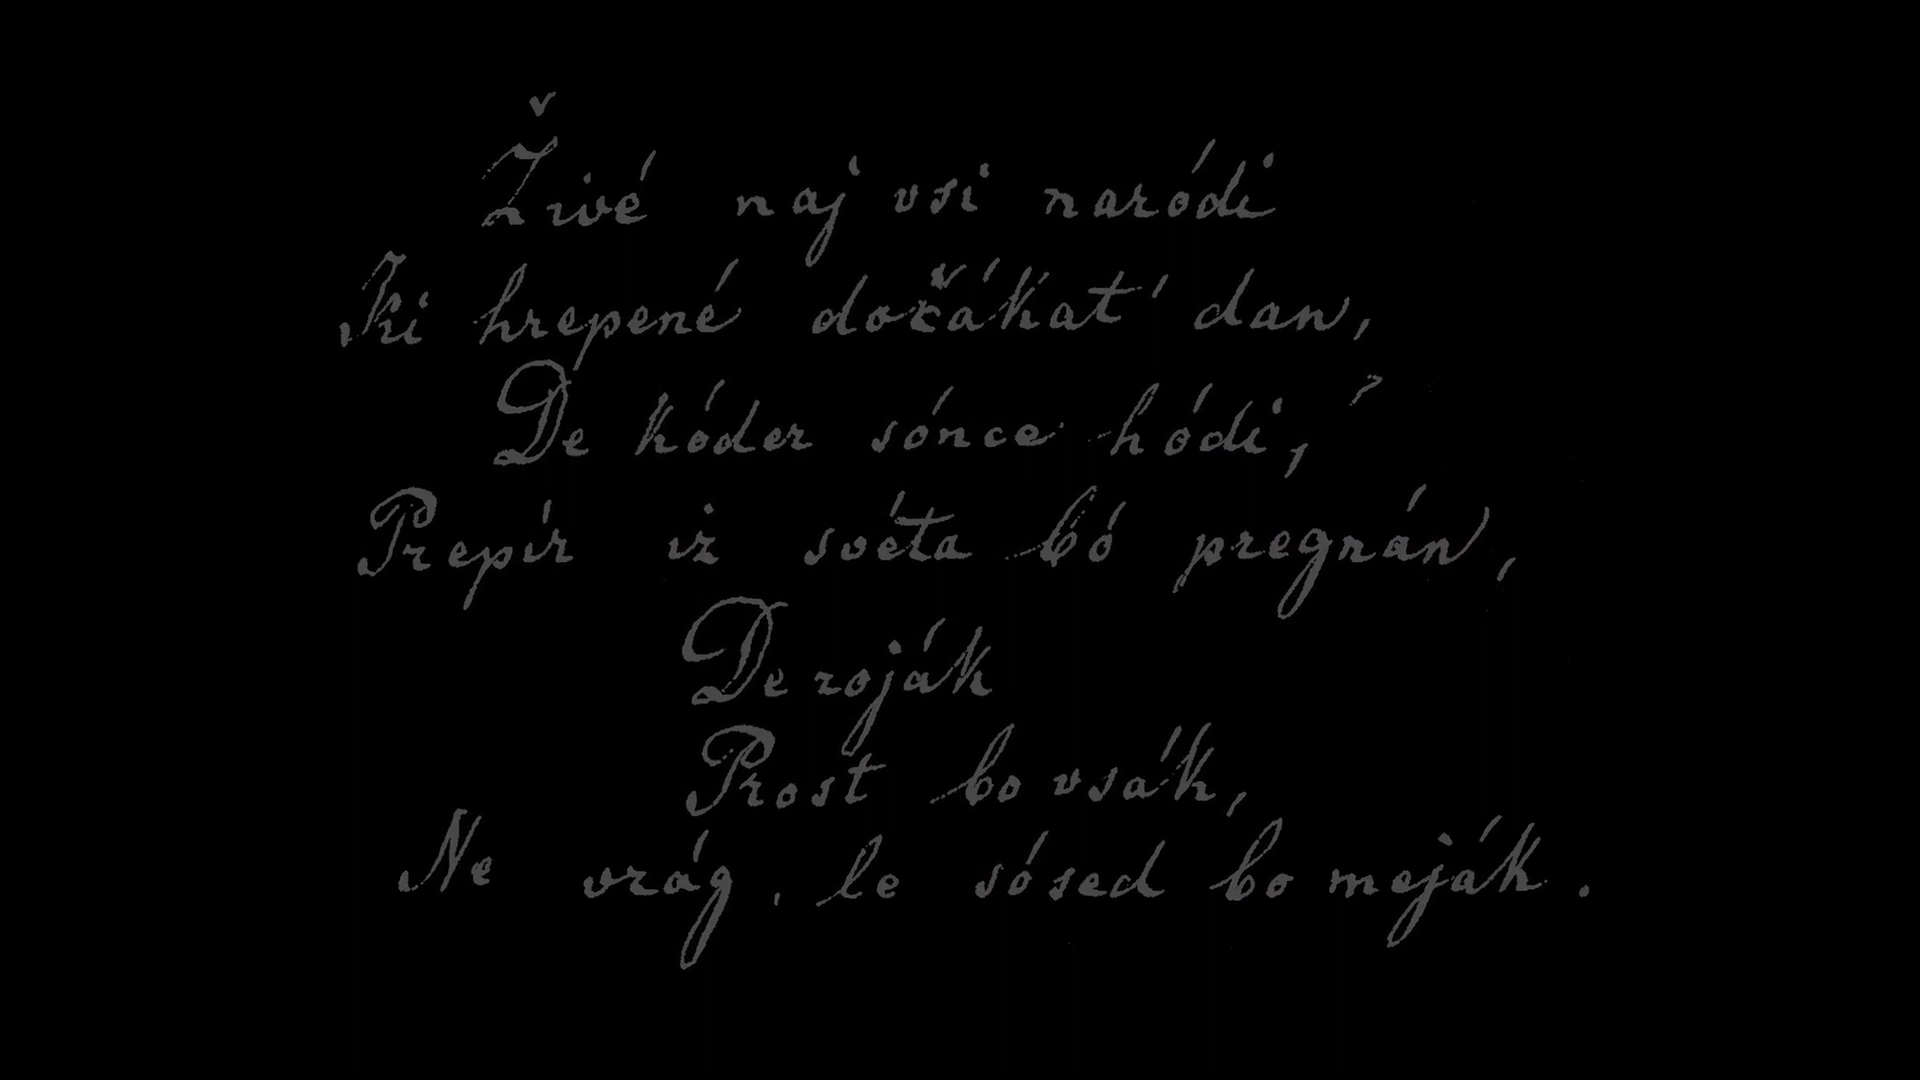 Živé naj vsi naródi
Ki hrepené dočákat' dan,
De kóder sónce hódi,
Prepír iz svéta bó pregnán,
De roják
Prost bo vsák,
Ne vrág, le sósed bo meják.